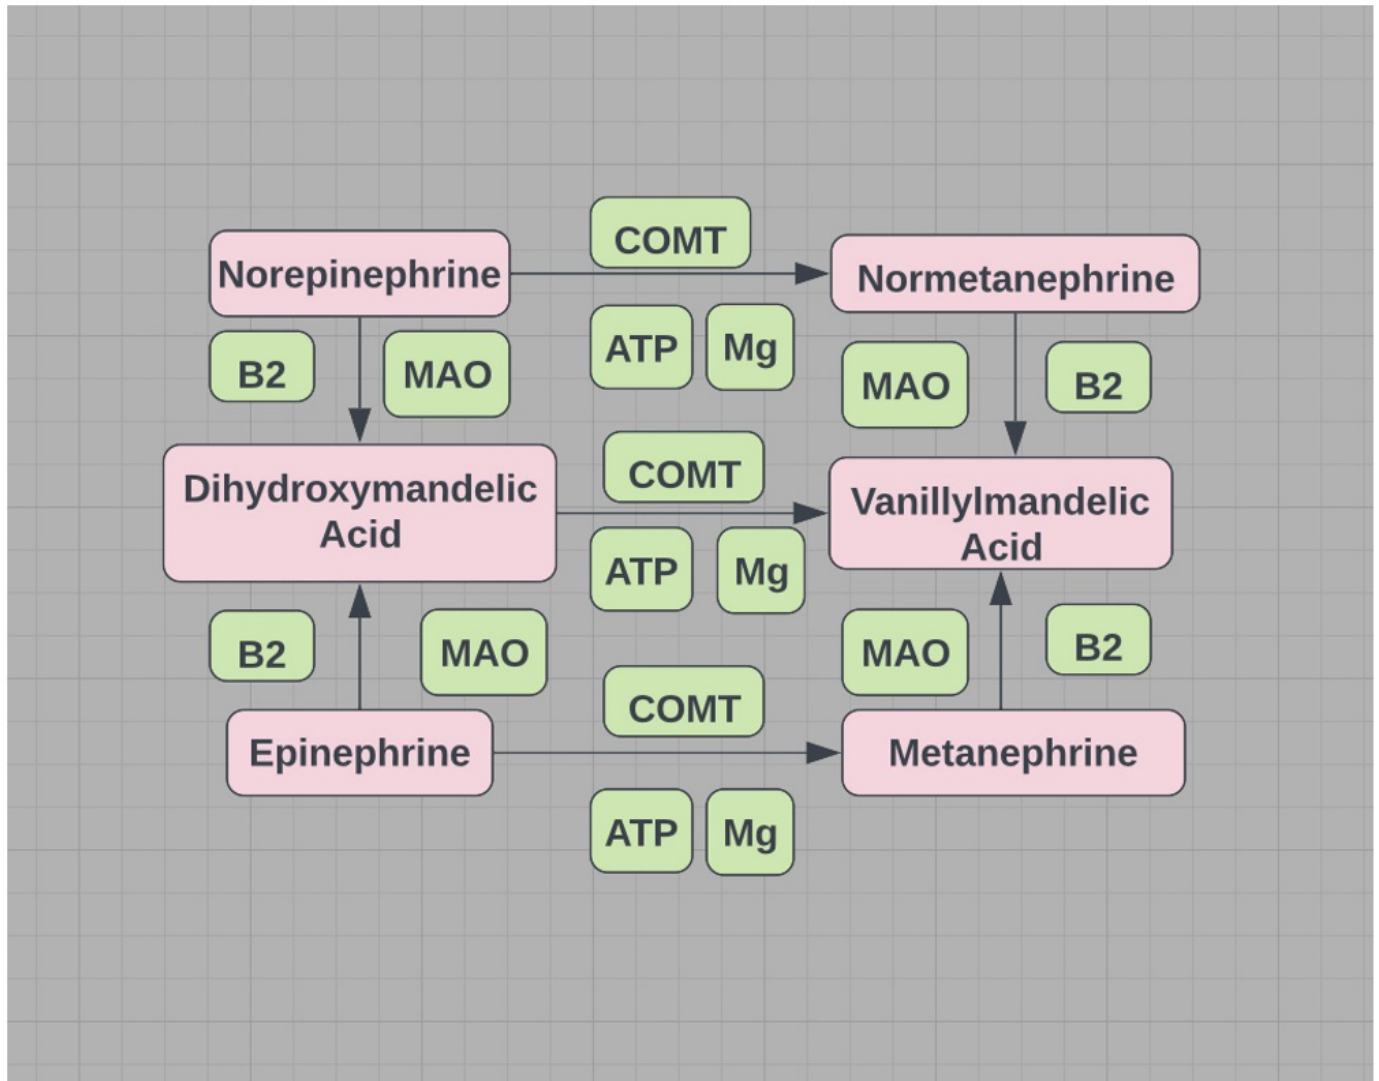 COMT
Norepinephrine
Normetanephrine
ATP
Mg
B2
MAO
MAO
B2
COMT
Dihydroxymandelic
Acid
Vanillylmandelic
Acid
ATP
Mg
B2
MAO
MAO
B2
COMT
Epinephrine
Metanephrine
ATP
Mg